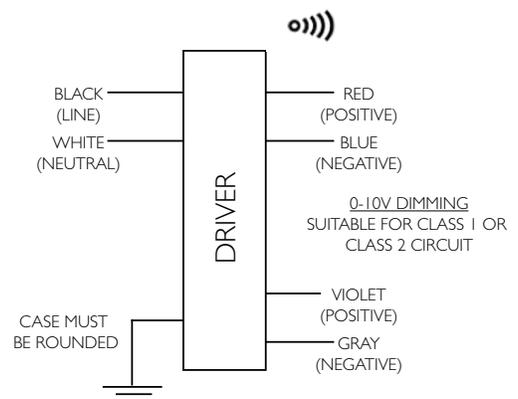 BLACK
(LINE)
WHITE
(NEUTRAL)
CASE MUST
BE ROUNDED
DRIVER
RED
(POSITIVE)
BLUE
(NEGATIVE)
0-10V DIMMING
SUITABLE FOR CLASS 1 OR
CLASS 2 CIRCUIT
VIOLET
(POSITIVE)
GRAY
(NEGATIVE)